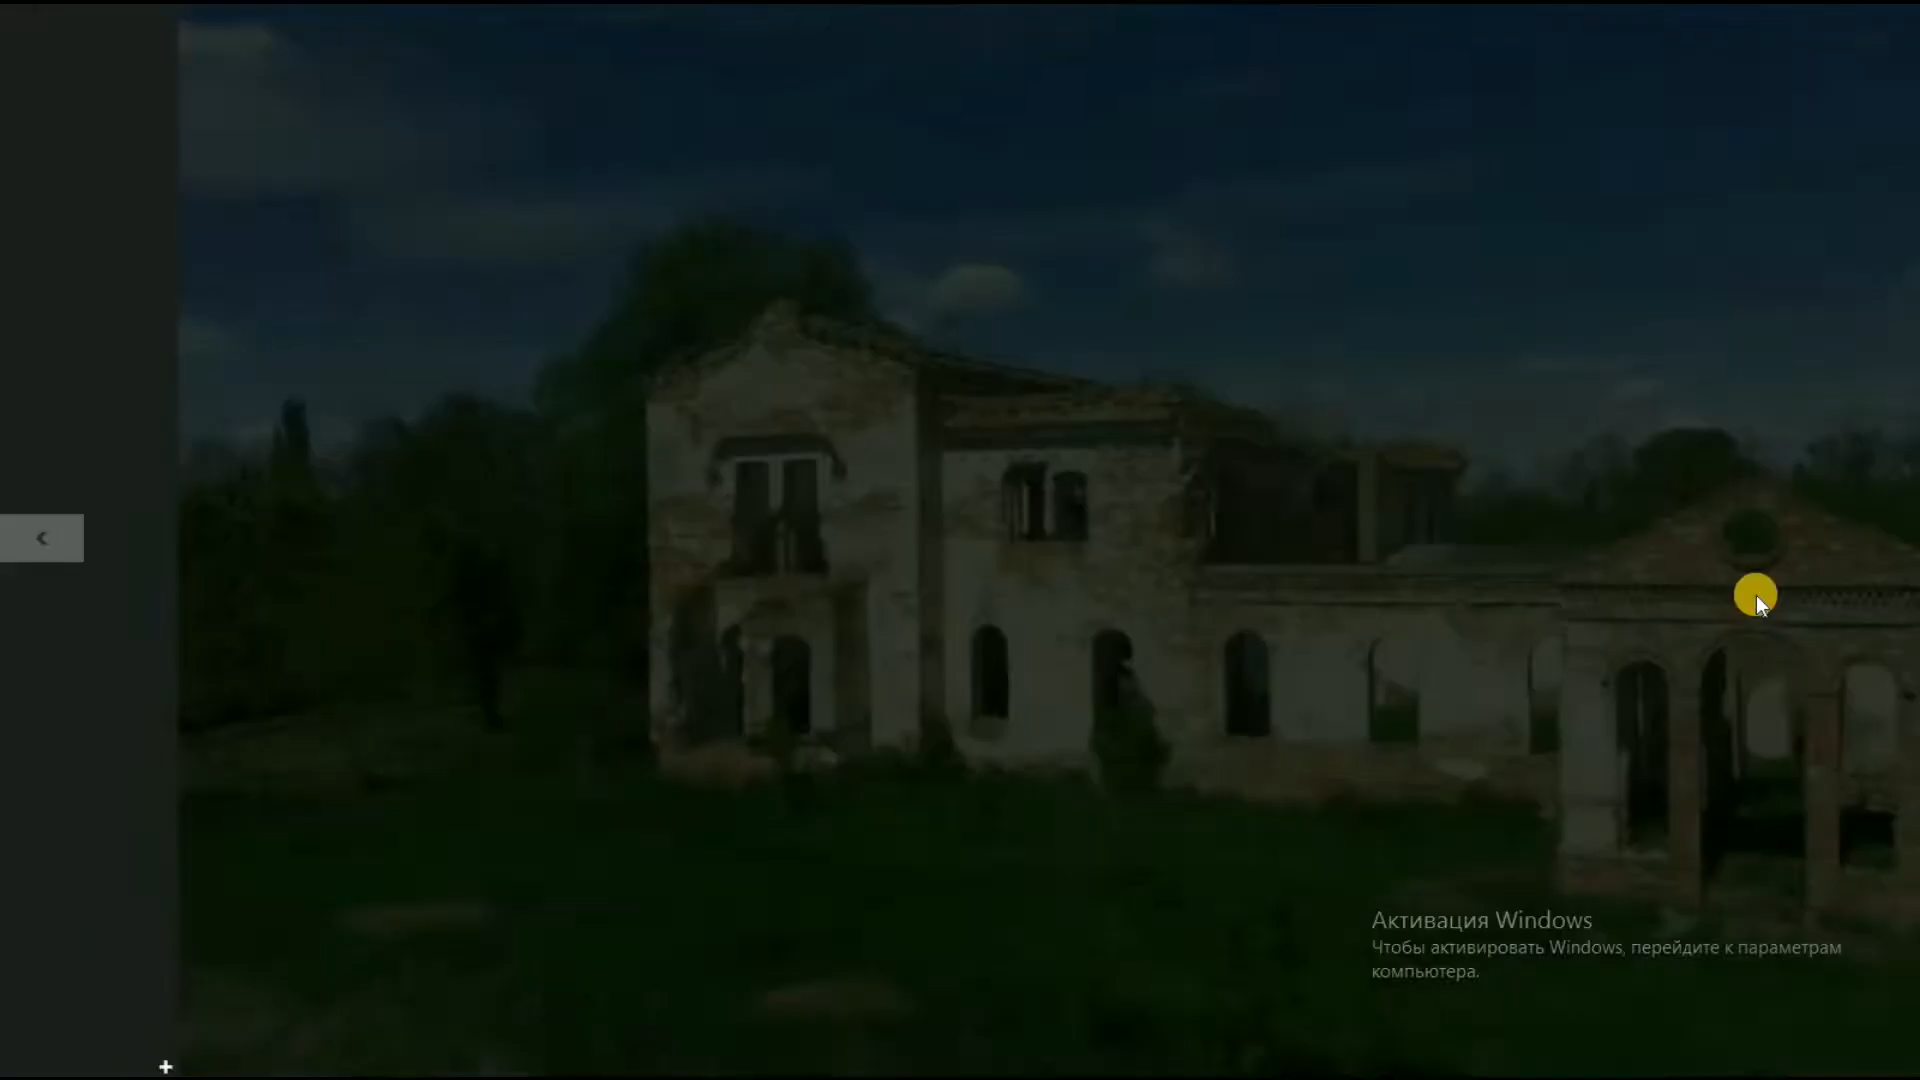 Активация Windows
Чтобы активировать Windows, перейдите к параметрам
компьютера.